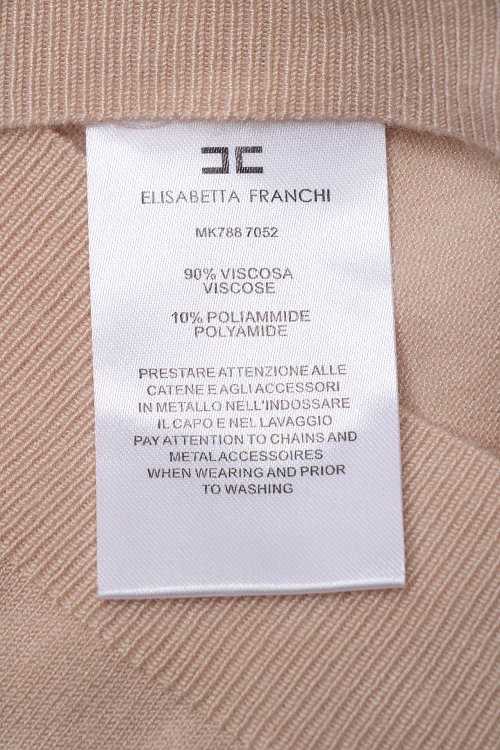 ELISABETTA FRANCHI
MK788 7052
90% VISCOSA
VISCOSE
10% POLIAMMIDE
POLYAMIDE
PRESTARE ATTENZIONE ALLE
CATENE E AGLI ACCESSORI
IN METALLO NELL'INDOSSARE
IL CAPO E NEL LAVAGGIO
PAY ATTENTION TO CHAINS AND
METAL ACCESSOIRES
WHEN WEARING AND PRIOR
TO WASHING